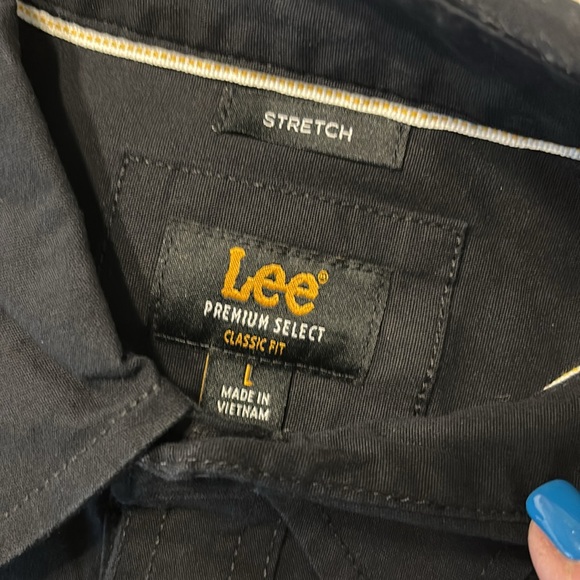 STRETCH
Lee®
PREMIUM SELECT
CLASSIC FIT
L
MADE IN
VIETNAM